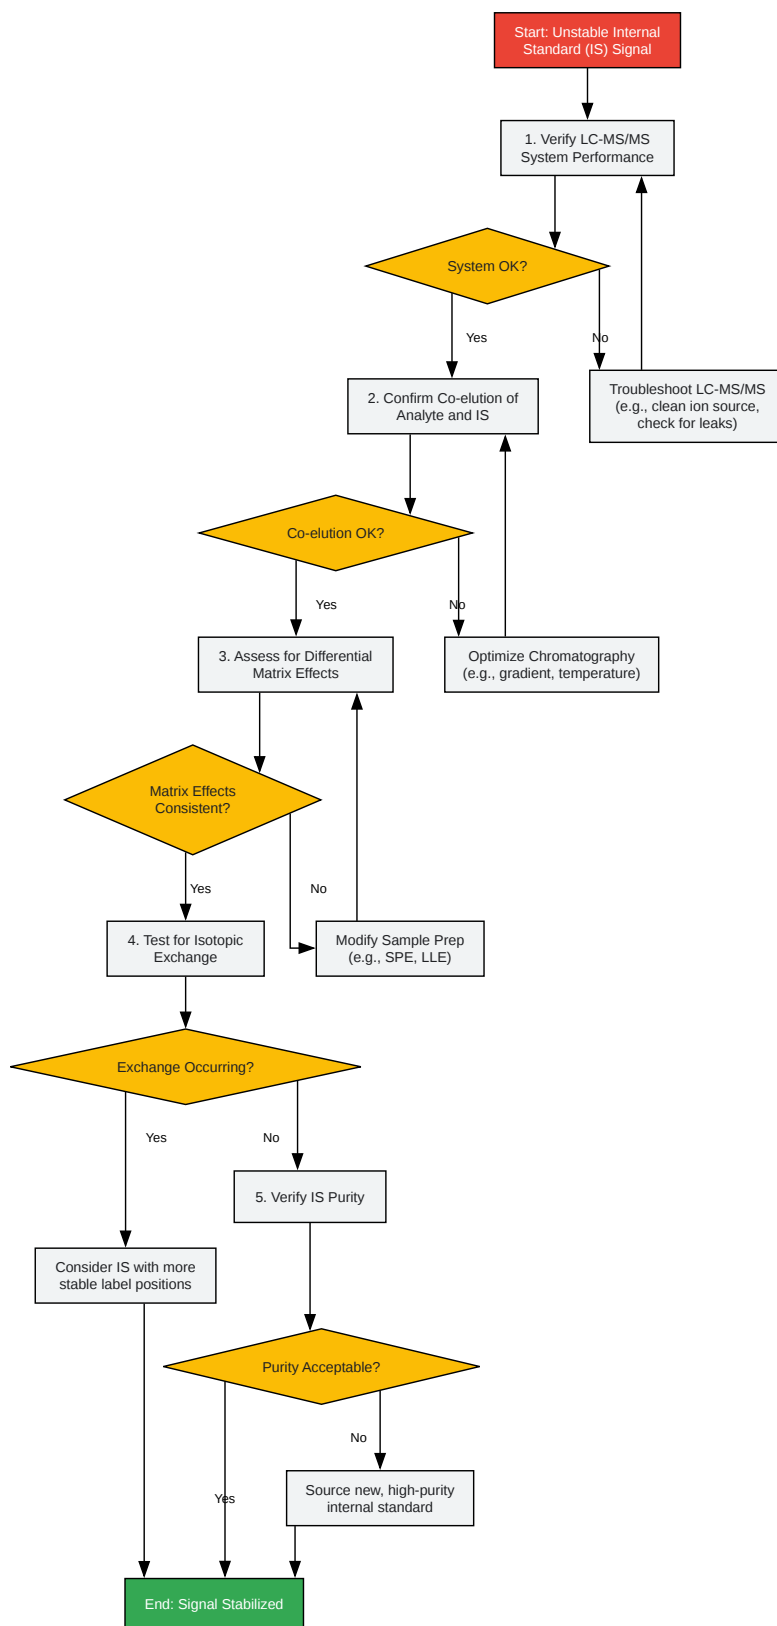 Start: Unstable Internal
Standard (IS) Signal
1. Verify LC-MS/MS
System Performance
System OK?
Yes
No
Troubleshoot LC-MS/MS
(e.g., clean ion source,
check for leaks)
2. Confirm Co-elution of
Analyte and IS
Co-elution OK?
Yes
No
3. Assess for Differential
Matrix Effects
Optimize Chromatography
(e.g., gradient, temperature)
Matrix Effects
Consistent?
Yes
No
4. Test for Isotopic
Exchange
Modify Sample Prep
(e.g., SPE, LLE)
Exchange Occurring?
Yes
No
5. Verify IS Purity
Consider IS with more
stable label positions
Purity Acceptable?
No
Yes
Source new, high-purity
internal standard
End: Signal Stabilized